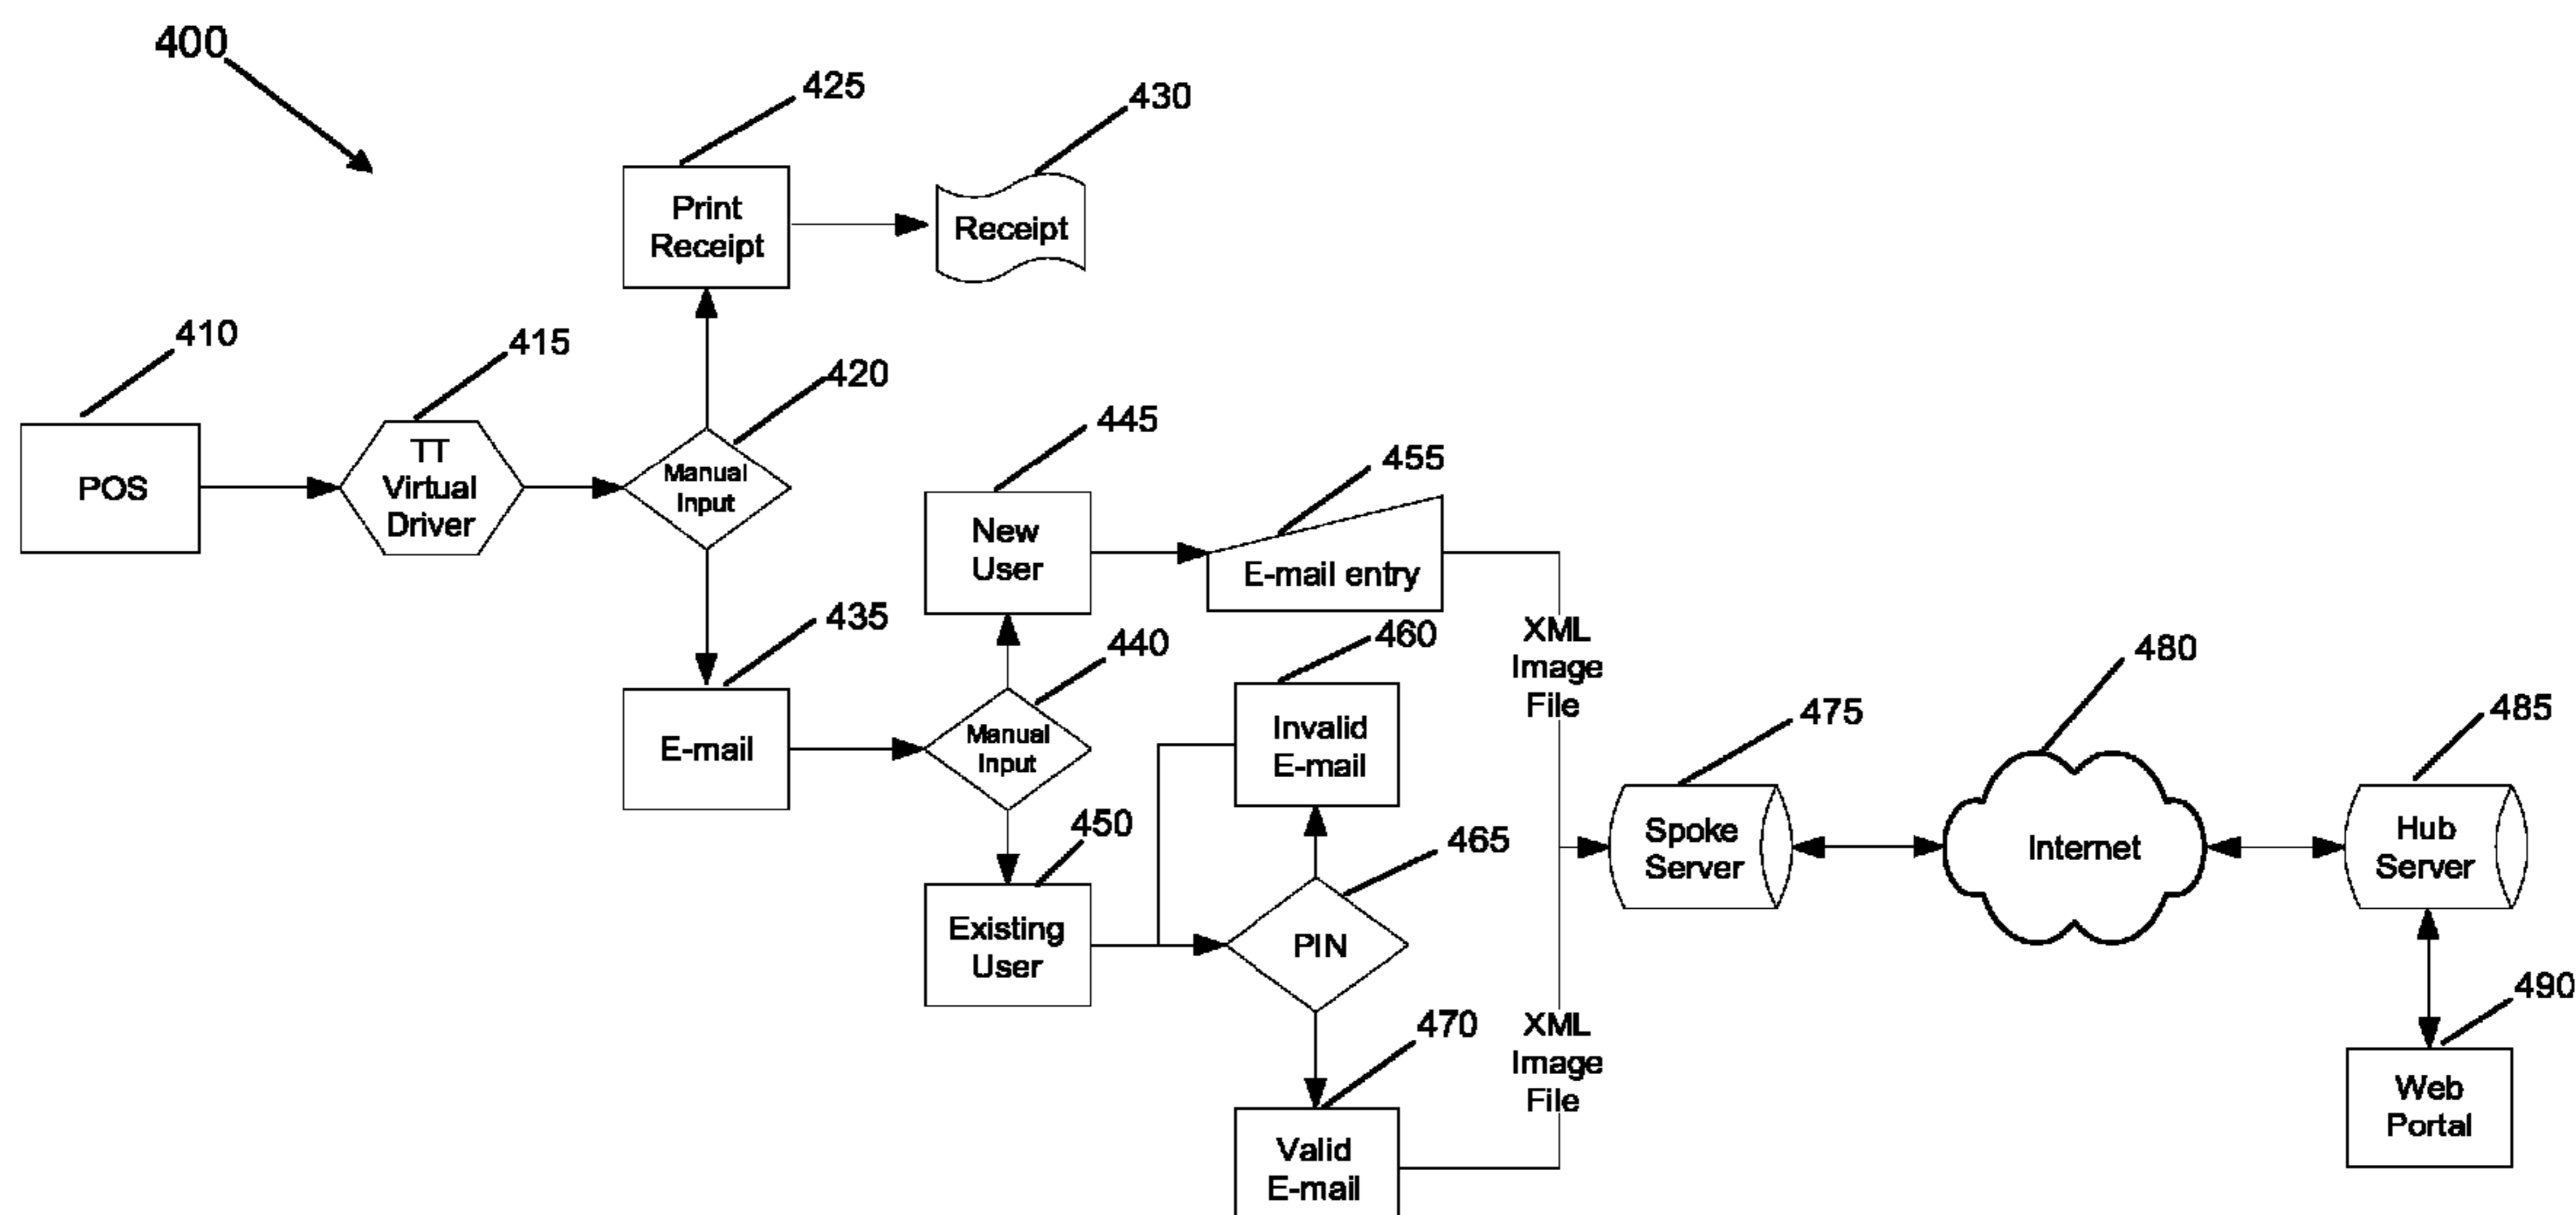 400
425
430
Print
Receipt
Receipt
410
415
420
POS
TT
Virtual
Driver
Manual
Input
445
455
New
User
E-mail entry
435
440
460
XML
Image
File
E-mail
Manual
Input
Invalid
E-mail
480
475
485
450
465
Spoke
Server
Internet
Hub
Server
Existing
User
PIN
470
XML
Image
File
490
Valid
E-mail
Web
Portal